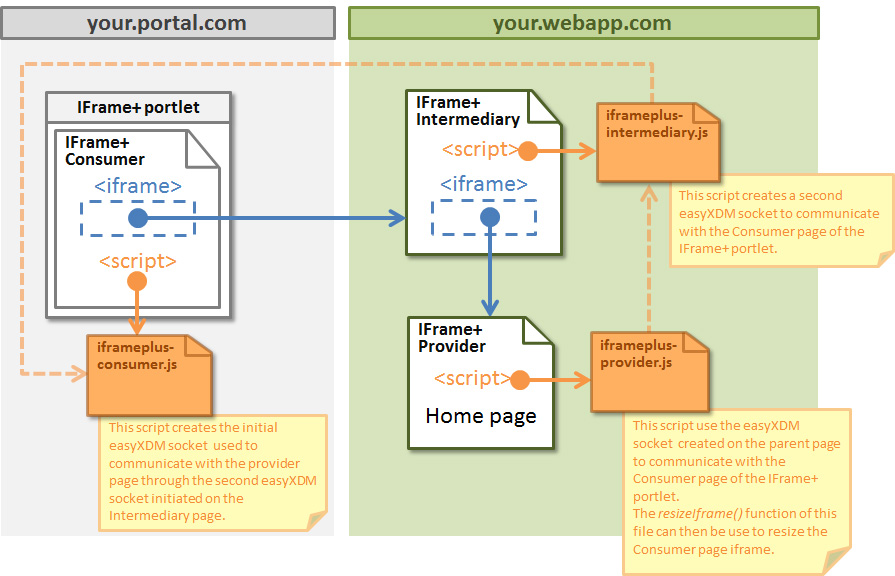 your.portal.com
your.webapp.com
IFrame+ portlet
IFrame+
Consumer
<iframe>
<script>
iframeplus-
consumer.js
This script creates the initial
easyXDM socket used to
communicate with the provider
page through the second easyXDM
socket initiated on the
Intermediary page.
IFrame+
Intermediary
<script>
<iframe>
iframeplus-
intermediary.js
This script creates a second
easyXDM socket to communicate
with the Consumer page of the
IFrame+ portlet.
IFrame+
Provider
<script>
Home page
iframeplus-
provider.js
This script use the easyXDM
socket created on the parent page
to communicate with the
Consumer page of the IFrame+
portlet.
The resizeIframe() function of this
file can then be use to resize the
Consumer page iframe.